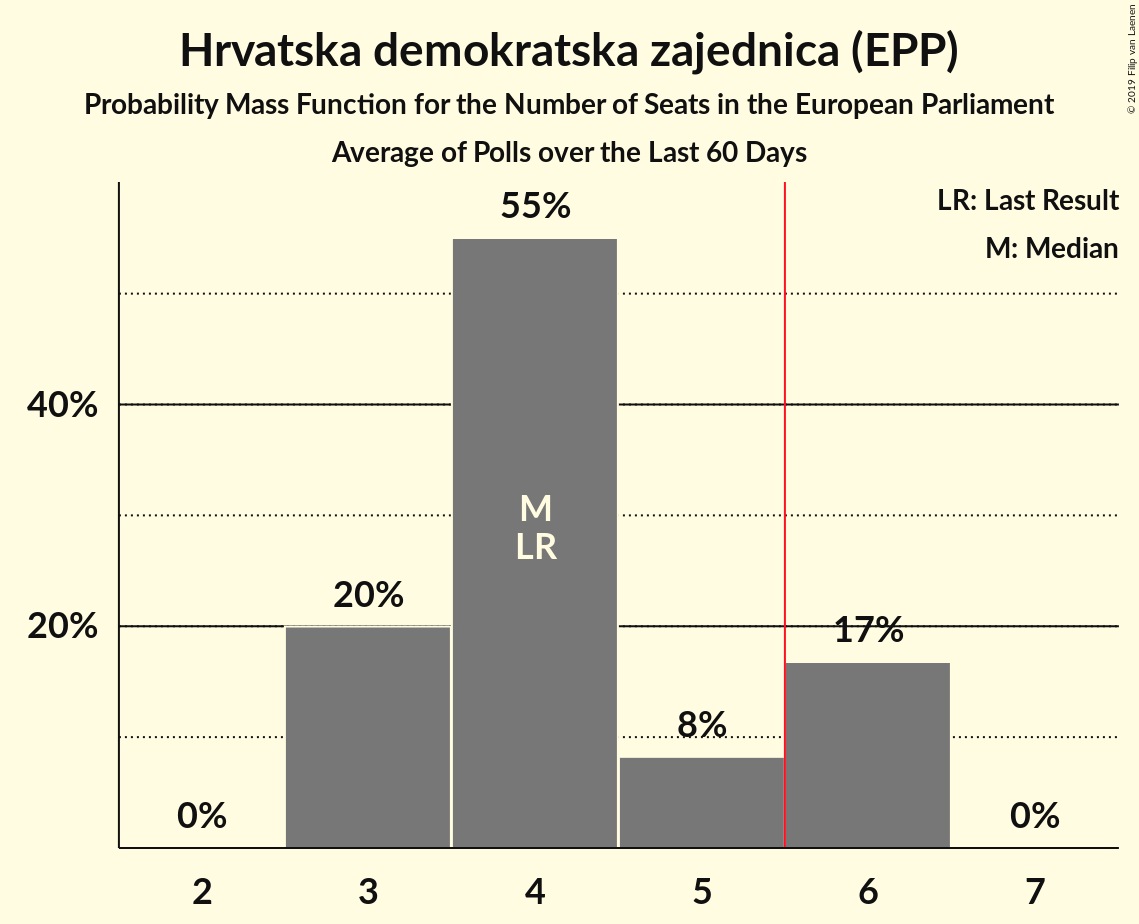 Hrvatska demokratska zajednica (EPP)
Probability Mass Function for the Number of Seats in the European Parliament
Average of Polls over the Last 60 Days
© 2019 Filip van Laenen
LR: Last Result
M: Median
55%
40%
M
LR
20%
20%
17%
8%
0%
0%
2 3 4 5 6 7